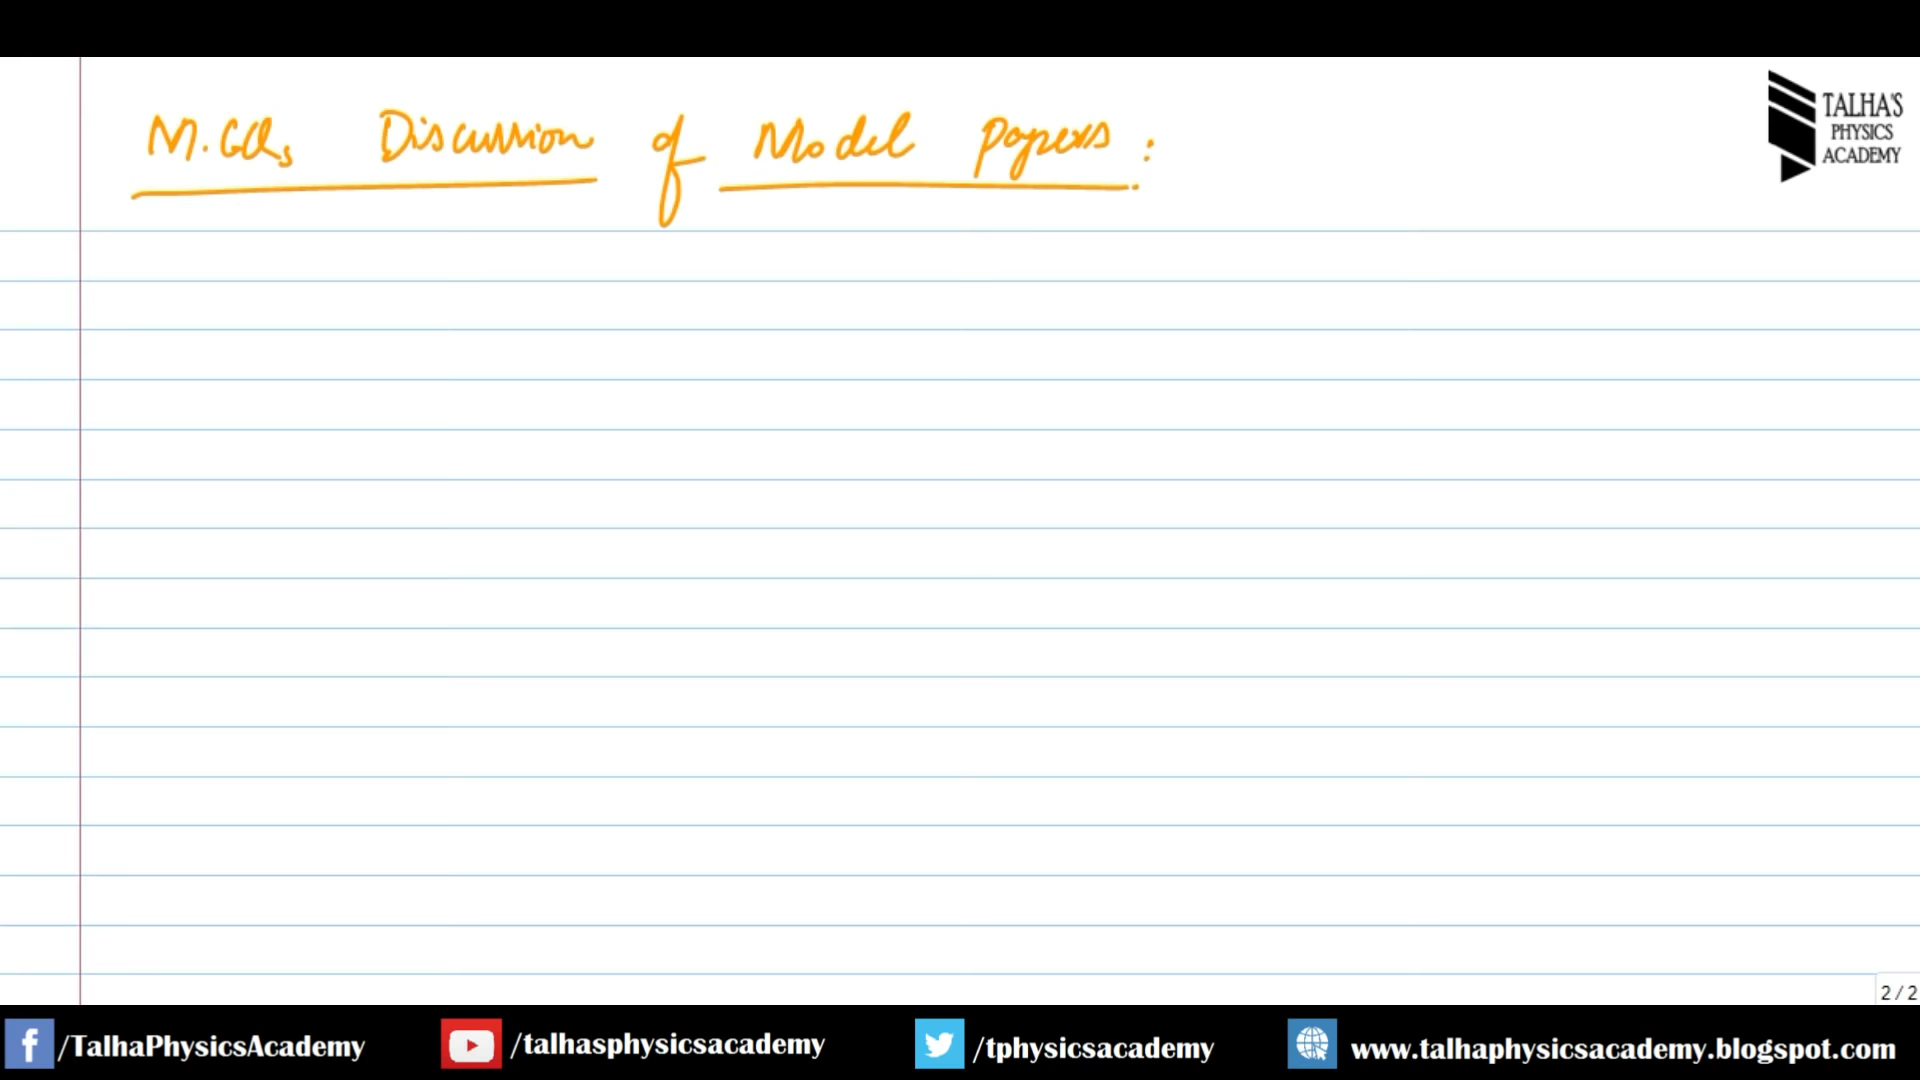 M.CQs Discussion of Model Papers :
TALHA'S
PHYSICS
ACADEMY
2 / 2
/TalhaPhysicsAcademy
/talhasphysicsacademy
/tphysicsacademy
www.talhaphysicsacademy.blogspot.com